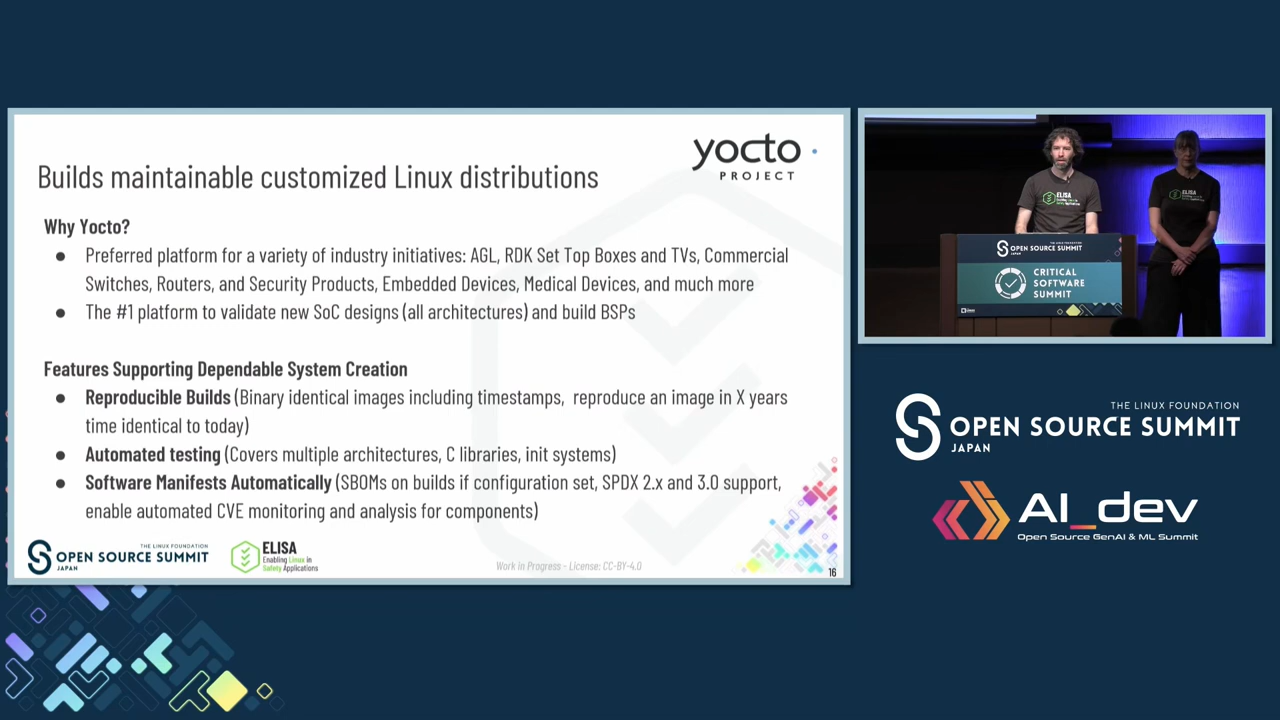 yocto
PROJECT
Builds maintainable customized Linux distributions
Why Yocto?
● Preferred platform for a variety of industry initiatives: AGL, RDK Set Top Boxes and TVs, Commercial
Switches, Routers, and Security Products, Embedded Devices, Medical Devices, and much more
● The #1 platform to validate new SoC designs (all architectures) and build BSPs
Features Supporting Dependable System Creation
● Reproducible Builds (Binary identical images including timestamps, reproduce an image in X years
time identical to today)
● Automated testing (Covers multiple architectures, C libraries, init systems)
● Software Manifests Automatically (SBOMs on builds if configuration set, SPDX 2.x and 3.0 support,
enable automated CVE monitoring and analysis for components)
THE LINUX FOUNDATION
OPEN SOURCE SUMMIT
JAPAN
ELISA
Enabling Linux in
Safety Applications
Work in Progress - License: CC-BY-4.0
16
ELISA
ELISA
OPEN SOURCE SUMMIT
JAPAN
CRITICAL
SOFTWARE
SUMMIT
THE LINUX FOUNDATION
OPEN SOURCE SUMMIT
JAPAN
AI_dev
Open Source GenAI & ML Summit